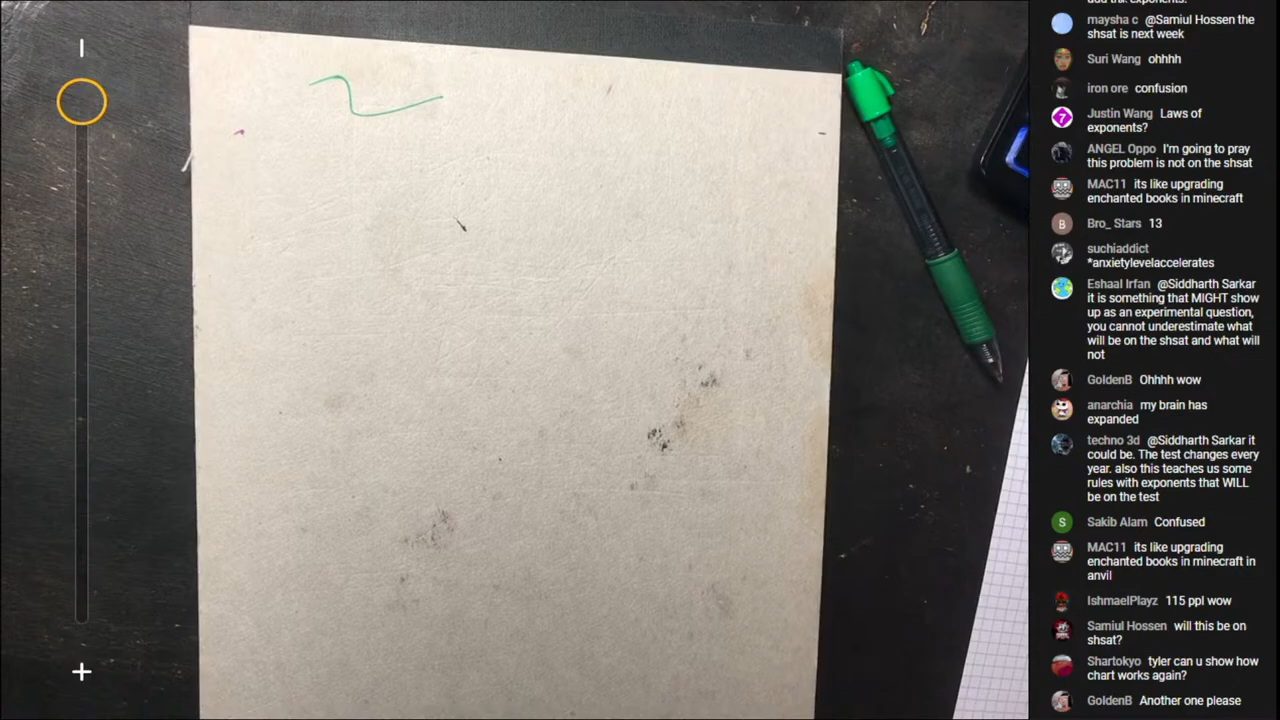 add the exponents.
maysha c @Samiul Hossen the
shsat is next week
Suri Wang ohhhh
iron ore confusion
7
Justin Wang Laws of
exponents?
ANGEL Oppo I'm going to pray
this problem is not on the shsat
MAC11 its like upgrading
enchanted books in minecraft
B
Bro_ Stars 13
suchiaddict
*anxietylevelaccelerates
Eshaal Irfan @Siddharth Sarkar
it is something that MIGHT show
up as an experimental question,
you cannot underestimate what
will be on the shsat and what will
not
GoldenB Ohhhh wow
anarchia my brain has
expanded
techno 3d @Siddharth Sarkar it
could be. The test changes every
year. also this teaches us some
rules with exponents that WILL
be on the test
S
Sakib Alam Confused
MAC11 its like upgrading
enchanted books in minecraft in
anvil
IshmaelPlayz 115 ppl wow
Samiul Hossen will this be on
shsat?
Shartokyo tyler can u show how
chart works again?
GoldenB Another one please